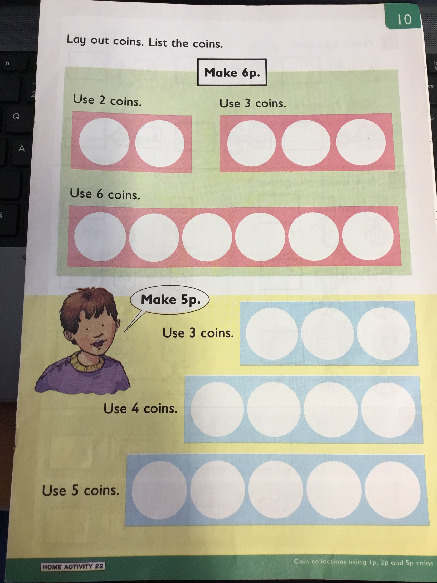 10
Lay out coins. List the coins.
Make 6p.
Use 2 coins.
Use 3 coins.
Use 6 coins.
Make 5p.
Use 3 coins.
Use 4 coins.
Use 5 coins.
HOME ACTIVITY 22
Coin collections using 1p, 2p and 5p coins